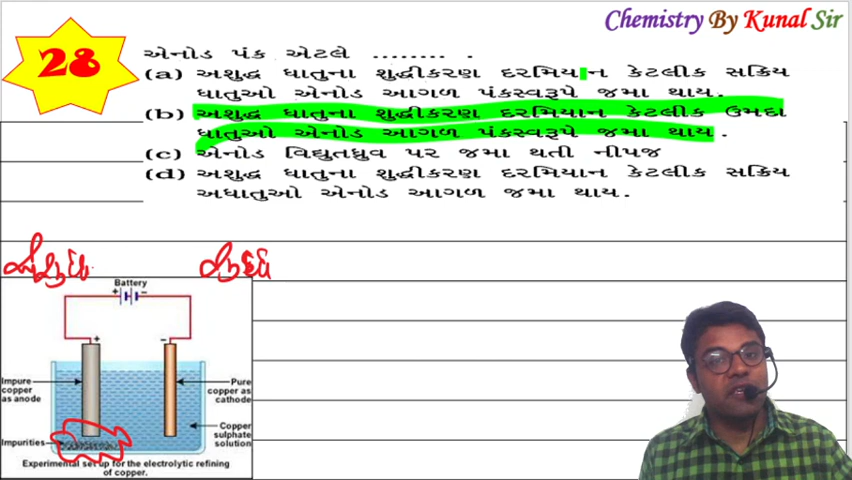 Chemistry By Kunal Sir
28
એનોડ પંક એટલે ........ .
(a) અશુદ્ધ ધાતુના શુદ્ધીકરણ દરમિયાન કેટલીક સક્રિય
ધાતુઓ એનોડ આગળ પંકસ્વરૂપે જમા થાય.
(b) અશુદ્ધ ધાતુના શુદ્ધીકરણ દરમિયાન કેટલીક ઉમદા
ધાતુઓ એનોડ આગળ પંકસ્વરૂપે જમા થાય.
(c) એનોડ વિદ્યુતધ્રુવ પર જમા થતી નીપજ
(d) અશુદ્ધ ધાતુના શુદ્ધીકરણ દરમિયાન કેટલીક સક્રિય
અધાતુઓ એનોડ આગળ જમા થાય.
Battery
+ −
+ −
Impure
copper
as anode
Pure
copper as
cathode
Copper
sulphate
solution
Impurities
Experimental set up for the electrolytic refining
of copper.